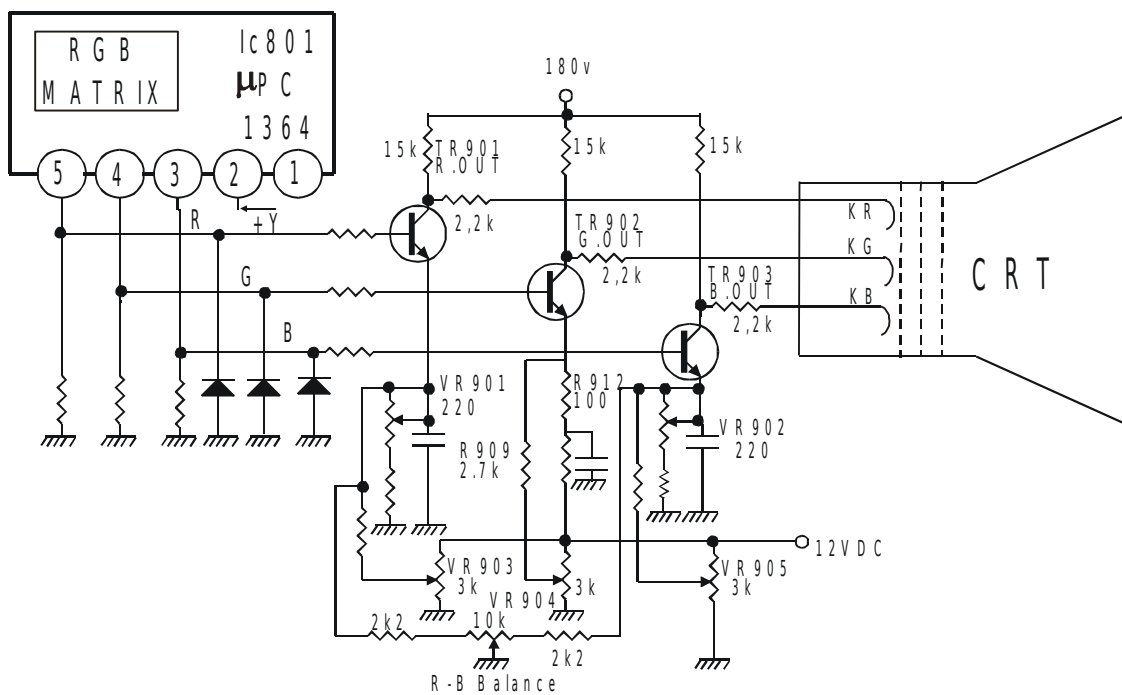 RGB
MATRIX
Ic801
µPC
1364
5
4
3
2
1
R
+Y
G
B
180v
15k
TR901
R.OUT
15k
15k
2,2k
TR902
G.OUT
2,2k
TR903
B.OUT
2,2k
KR
KG
KB
CRT
VR901
220
R912
100
R909
2.7k
VR902
220
12VDC
VR903
3k
VR904
3k
VR905
3k
2k2
10k
2k2
R-B Balance